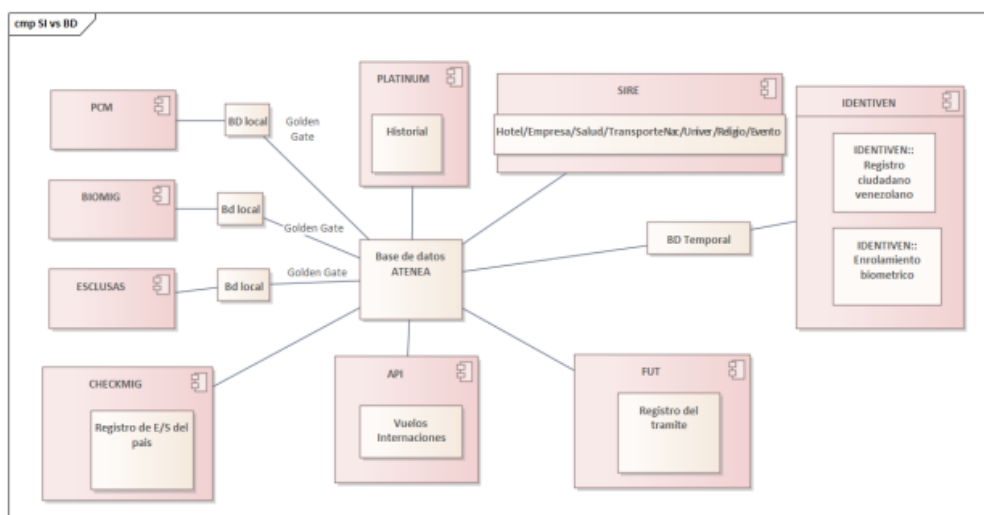 cmp SI vs BD
PCM
BD local
Golden
Gate
PLATINUM
Historial
SIRE
Hotel/Empresa/Salud/TransporteNac/Univer/Religio/Evento
IDENTIVEN
IDENTIVEN::
Registro
ciudadano
venezolano
IDENTIVEN::
Enrolamiento
biometrico
BIOMIG
Bd local
Golden Gate
BD Temporal
Base de datos
ATENEA
ESCLUSAS
Bd local
Golden Gate
CHECKMIG
Registro de E/S del
pais
API
Vuelos
Internaciones
FUT
Registro del
tramite